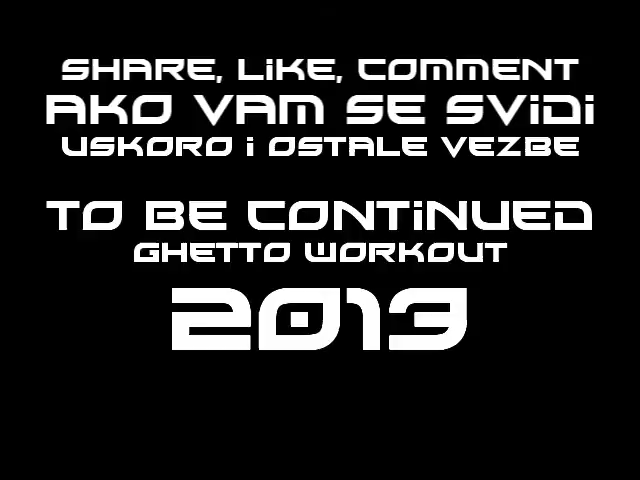 SHARE, LiKE, COMMENT
AKO VAM SE SViDi
USKORO i OSTALE VEZBE
TO BE CONTiNUED
GHETTO WORKOUT
2013